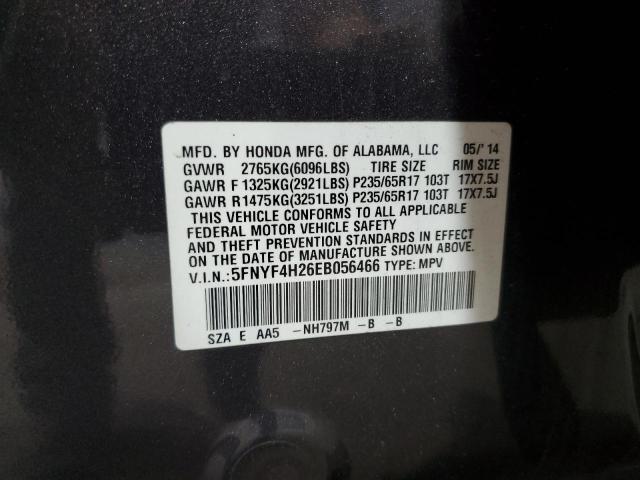 MFD. BY HONDA MFG. OF ALABAMA, LLC 05/'14
GVWR 2765KG(6096LBS) TIRE SIZE RIM SIZE
GAWR F 1325KG(2921LBS) P235/65R17 103T 17X7.5J
GAWR R 1475KG(3251LBS) P235/65R17 103T 17X7.5J
THIS VEHICLE CONFORMS TO ALL APPLICABLE
FEDERAL MOTOR VEHICLE SAFETY
AND THEFT PREVENTION STANDARDS IN EFFECT
ON THE DATE OF MANUFACTURE SHOWN ABOVE.
V.I.N.:5FNYF4H26EB056466 TYPE: MPV
SZA E AA5 -NH797M -B -B